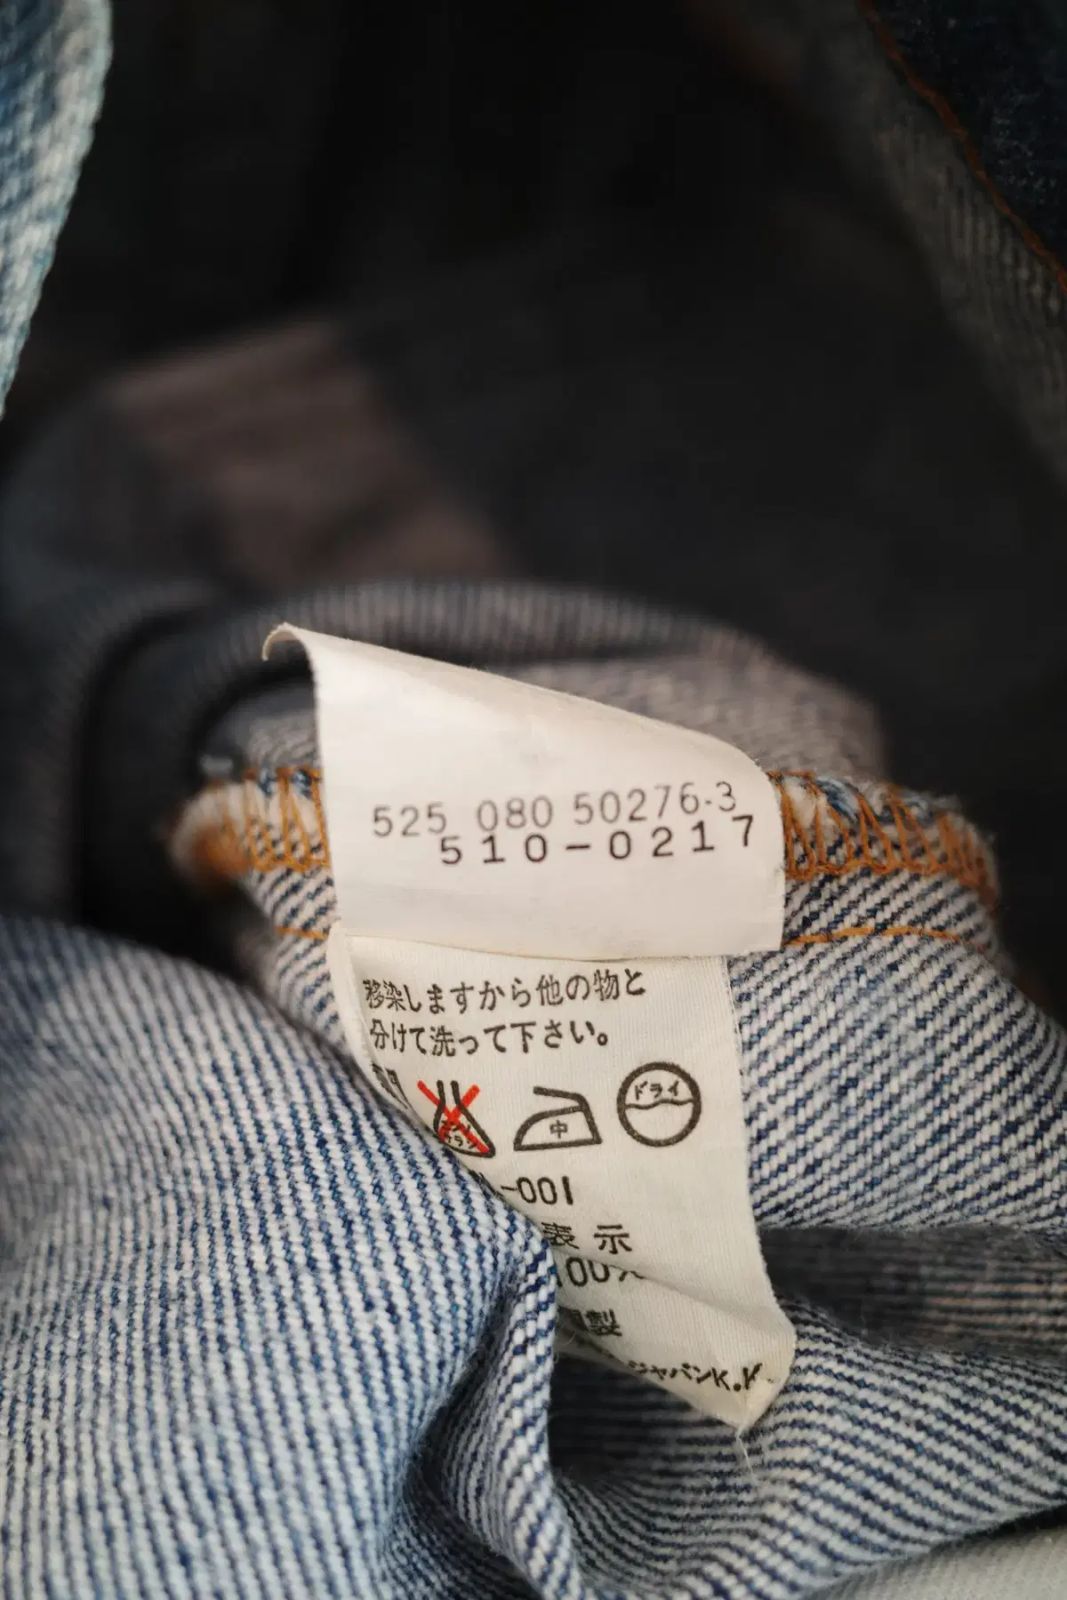 525 080 50276-3
510-0217
移染しますから他の物と
分けて洗って下さい。
中
ドライ
-001
表示
100%
製
ジャパンK.K.